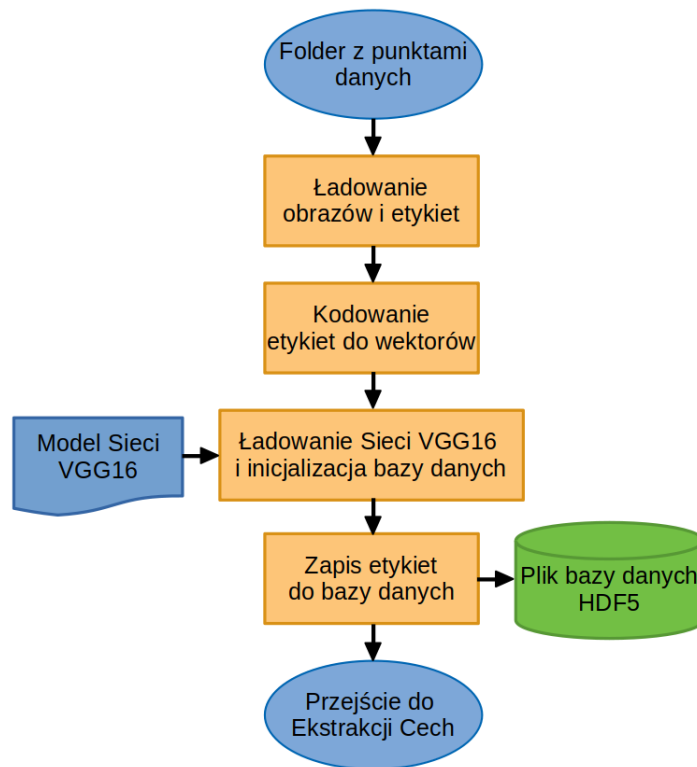 Folder z punktami
danych
Ładowanie
obrazów i etykiet
Kodowanie
etykiet do wektorów
Model Sieci
VGG16
Ładowanie Sieci VGG16
i inicjalizacja bazy danych
Zapis etykiet
do bazy danych
Plik bazy danych
HDF5
Przejście do
Ekstrakcji Cech